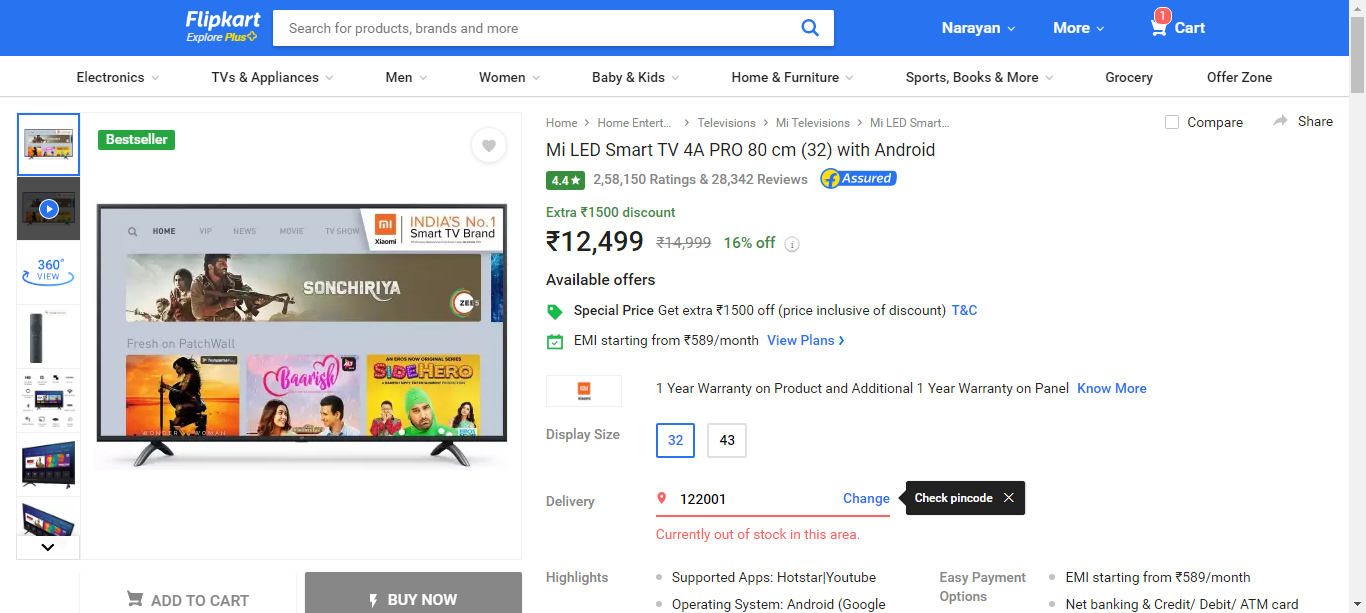 Flipkart
Explore Plus
Search for products, brands and more
Narayan
More
1
Cart
Electronics
TVs & Appliances
Men
Women
Baby & Kids
Home & Furniture
Sports, Books & More
Grocery
Offer Zone
Bestseller
360°
VIEW
HOME
VIP
NEWS
MOVIE
TV SHOW
mi
Xiaomi
INDIA'S No.1
Smart TV Brand
SONCHIRIYA
ZEE5
Fresh on PatchWall
WONDER WOMAN
Baarish
AN EROS NOW ORIGINAL SERIES
SIDEHERO
ADD TO CART
BUY NOW
Home
Home Entert...
Televisions
Mi Televisions
Mi LED Smart...
Compare
Share
Mi LED Smart TV 4A PRO 80 cm (32) with Android
4.4★
2,58,150 Ratings & 28,342 Reviews
Assured
Extra ₹1500 discount
₹12,499 ₹14,999 16% off
Available offers
Special Price Get extra ₹1500 off (price inclusive of discount) T&C
EMI starting from ₹589/month View Plans
1 Year Warranty on Product and Additional 1 Year Warranty on Panel Know More
Display Size
32
43
Delivery
122001
Change
Check pincode
Currently out of stock in this area.
Highlights
Supported Apps: Hotstar|Youtube
Operating System: Android (Google
Easy Payment
Options
EMI starting from ₹589/month
Net banking & Credit/ Debit/ ATM card